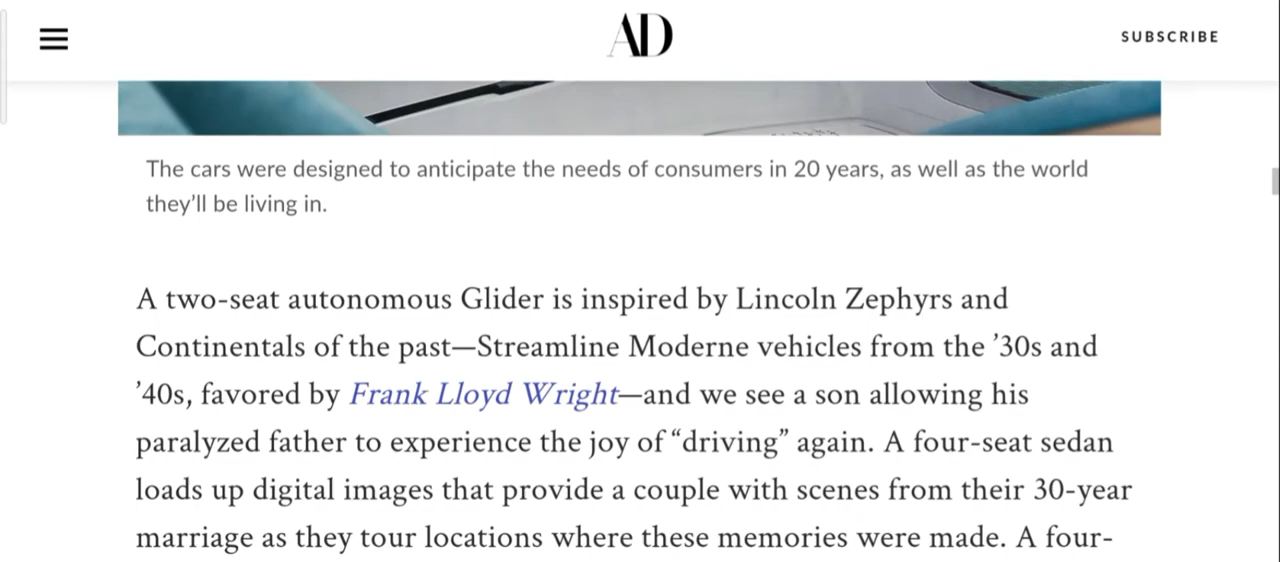 AD
SUBSCRIBE
The cars were designed to anticipate the needs of consumers in 20 years, as well as the world
they’ll be living in.
A two-seat autonomous Glider is inspired by Lincoln Zephyrs and
Continentals of the past—Streamline Moderne vehicles from the ’30s and
’40s, favored by Frank Lloyd Wright—and we see a son allowing his
paralyzed father to experience the joy of “driving” again. A four-seat sedan
loads up digital images that provide a couple with scenes from their 30-year
marriage as they tour locations where these memories were made. A four-